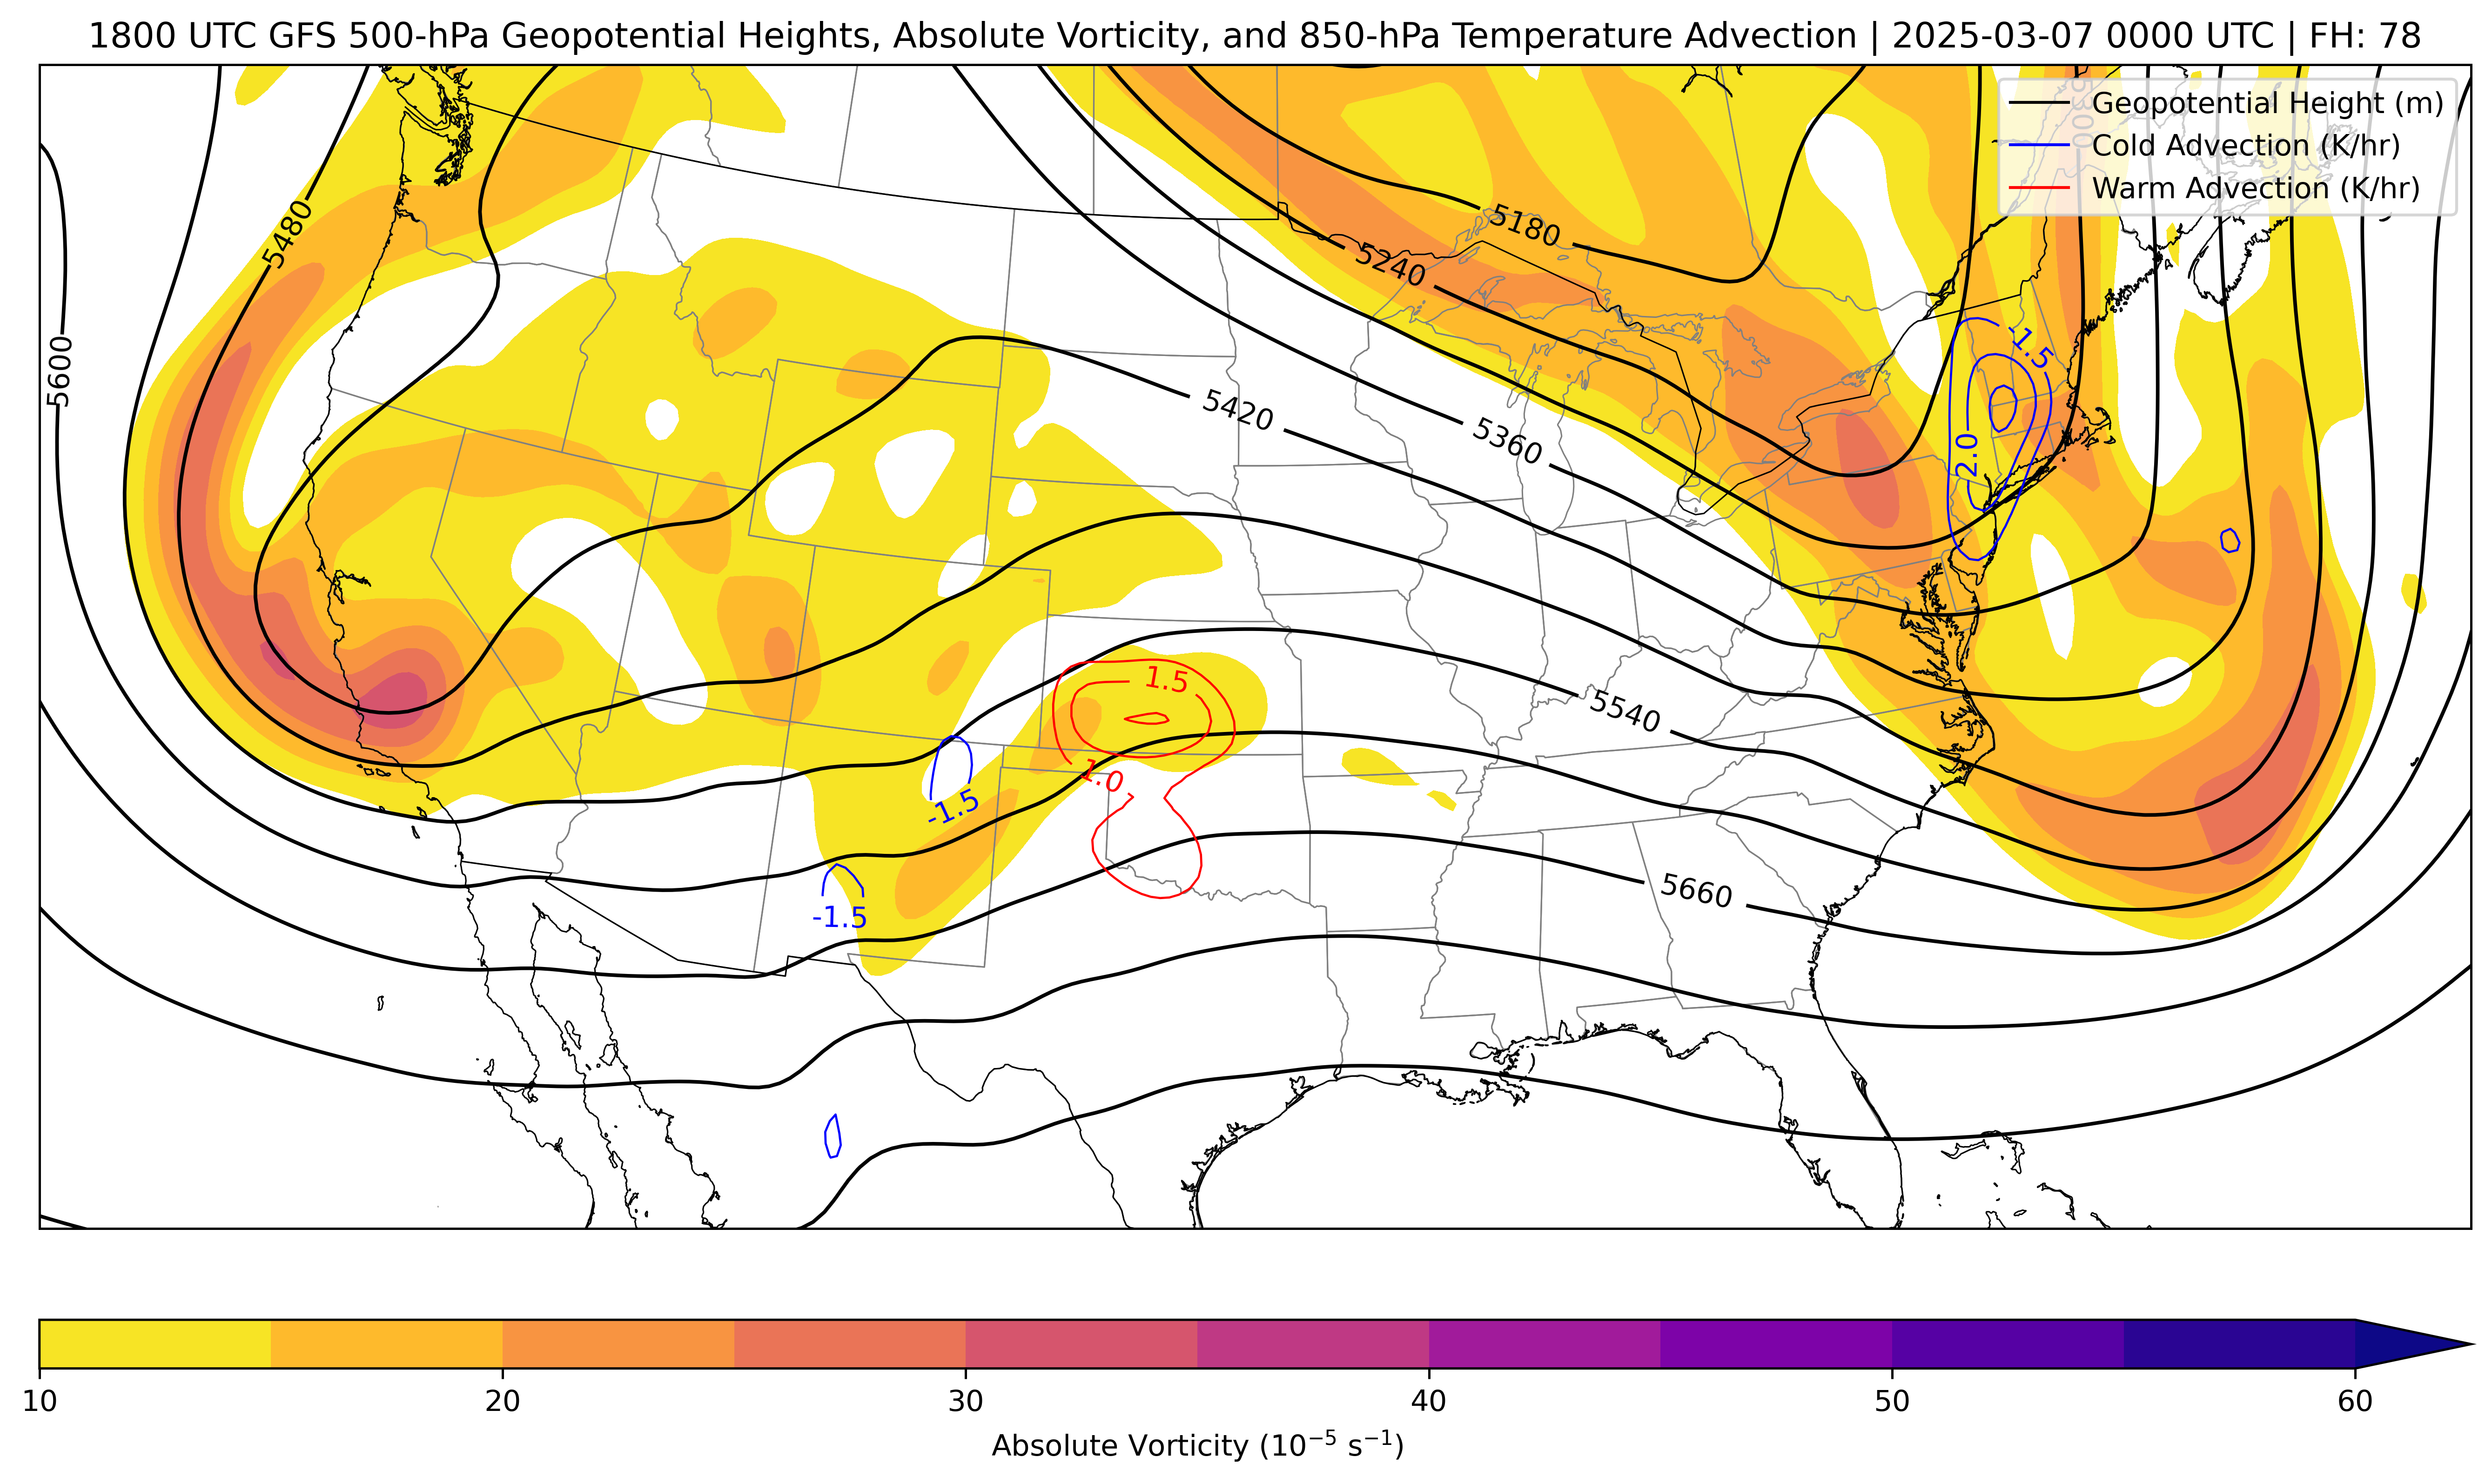 1800 UTC GFS 500-hPa Geopotential Heights, Absolute Vorticity, and 850-hPa Temperature Advection | 2025-03-07 0000 UTC | FH: 78
5300
Geopotential Height (m)
Cold Advection (K/hr)
Warm Advection (K/hr)
5480
5180
5240
5600
-1.5
5420
5360
-2.0
1.5
5540
1.0
-1.5
5660
-1.5
10 20 30 40 50 60
Absolute Vorticity (10⁻⁵ s⁻¹)